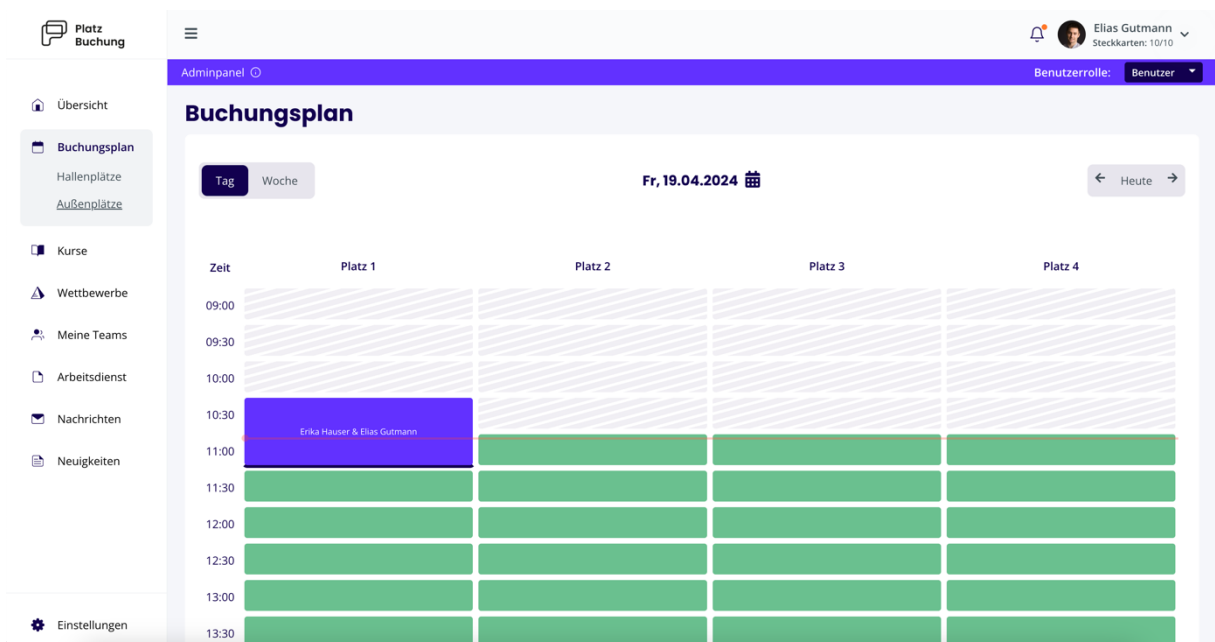 Platz
Buchung
Elias Gutmann
Steckkarten: 10/10
Adminpanel
Benutzerrolle:
Benutzer
Übersicht
Buchungsplan
Hallenplätze
Außenplätze
Kurse
Wettbewerbe
Meine Teams
Arbeitsdienst
Nachrichten
Neuigkeiten
Einstellungen
Buchungsplan
Tag
Woche
Fr, 19.04.2024
Heute
Zeit
Platz 1
Platz 2
Platz 3
Platz 4
09:00
09:30
10:00
10:30
Erika Hauser & Elias Gutmann
11:00
11:30
12:00
12:30
13:00
13:30